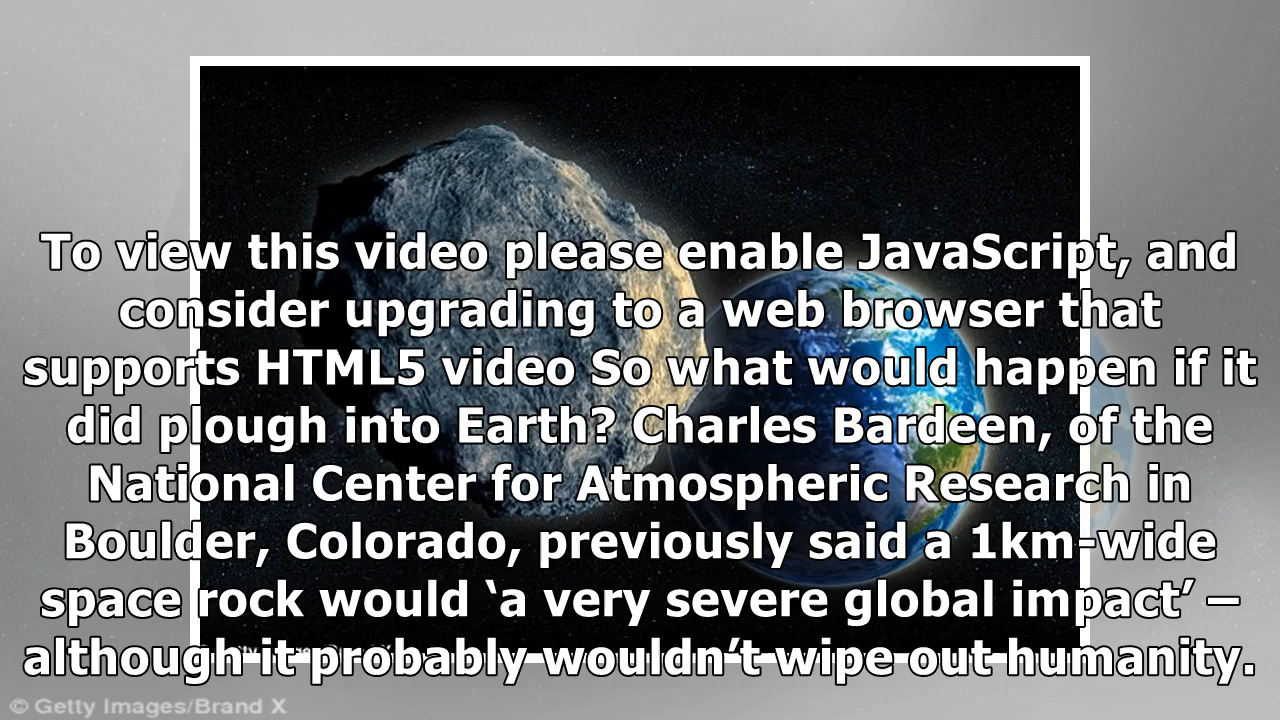 To view this video please enable JavaScript, and
consider upgrading to a web browser that
supports HTML5 video So what would happen if it
did plough into Earth? Charles Bardeen, of the
National Center for Atmospheric Research in
Boulder, Colorado, previously said a 1km-wide
space rock would ‘a very severe global impact’ –
although it probably wouldn’t wipe out humanity.
© Getty Images/Brand X